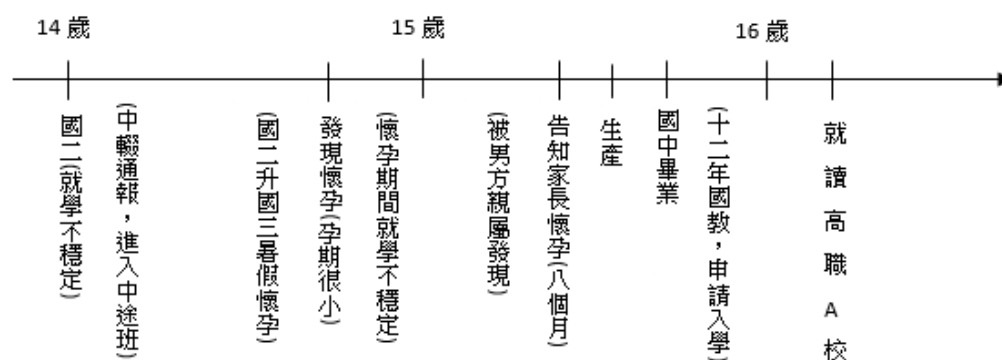 14 歲
15 歲
16 歲
國二(就學不穩定)
(中輟通報，進入中途班)
(國二升國三暑假懷孕)
發現懷孕(孕期很小)
(懷孕期間就學不穩定)
(被男方親屬發現)
告知家長懷孕(八個月)
生產
國中畢業
(十二年國教，申請入學)
就讀高職A校